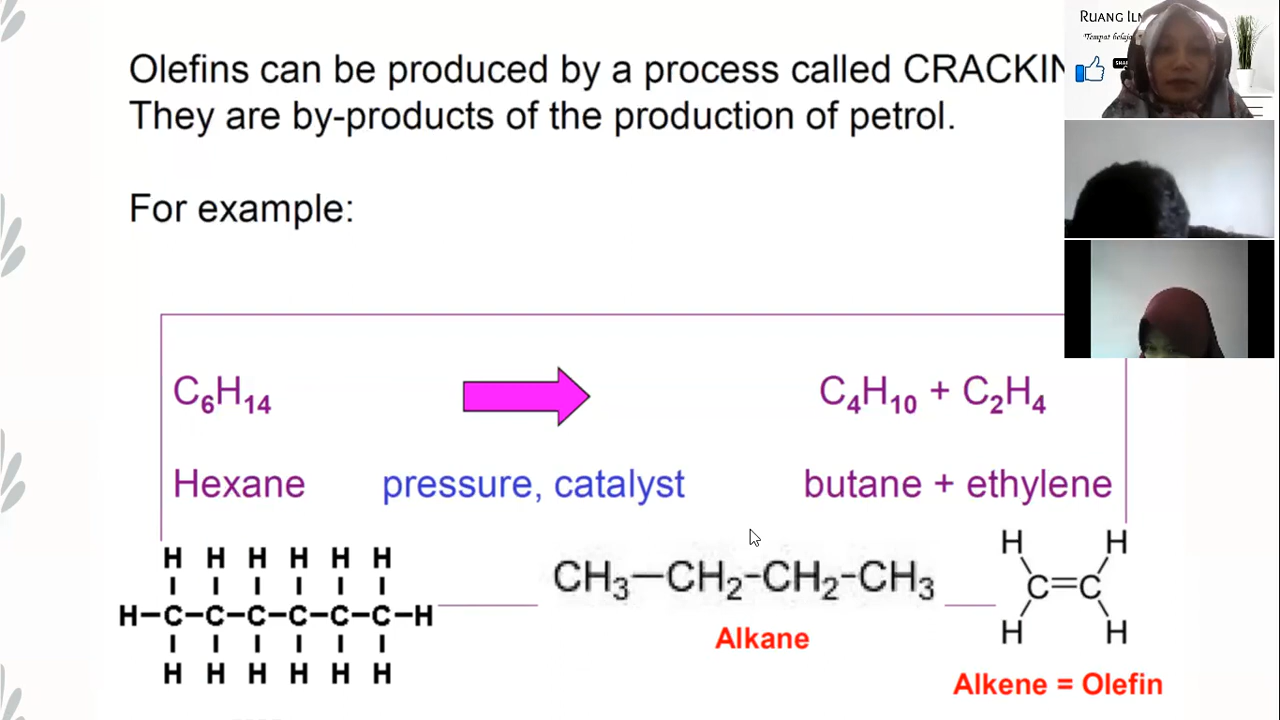 Olefins can be produced by a process called CRACKIN
They are by-products of the production of petrol.
For example:
C₆H₁₄
C₄H₁₀ + C₂H₄
Hexane
pressure, catalyst
butane + ethylene
H H H H H H
H–C–C–C–C–C–C–H
H H H H H H
CH₃—CH₂-CH₂-CH₃
Alkane
H H
C=C
H H
Alkene = Olefin
RUANG IL
Tempat belaja